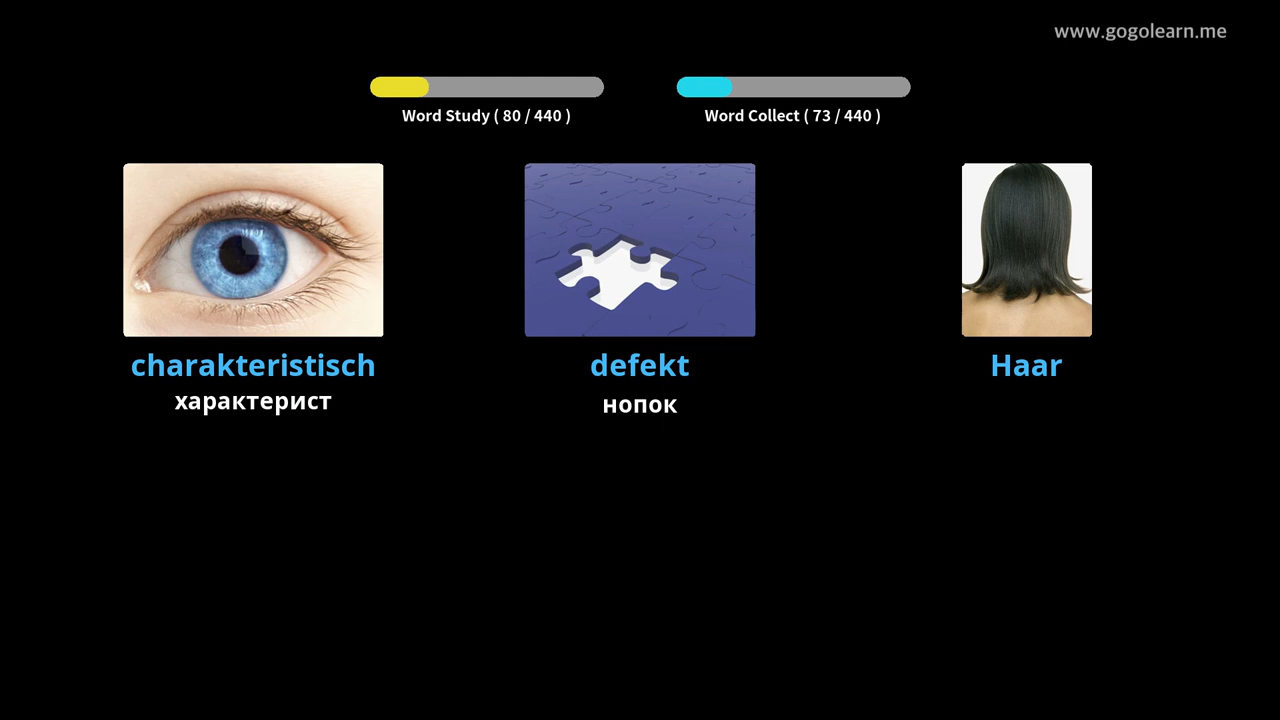 www.gogolearn.me
Word Study ( 80 / 440 )
Word Collect ( 73 / 440 )
charakteristisch
defekt
Haar
характерист
нопок